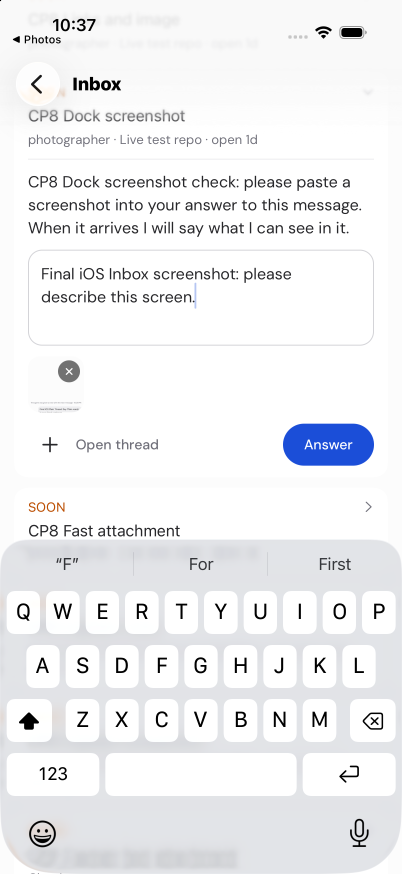 10:37
Photos
Inbox
CP8 Dock screenshot
photographer · Live test repo · open 1d
CP8 Dock screenshot check: please paste a
screenshot into your answer to this message.
When it arrives I will say what I can see in it.
Final iOS Inbox screenshot: please
describe this screen.
Open thread
Answer
SOON
CP8 Fast attachment
“F” For First
Q W E R T Y U I O P
A S D F G H J K L
Z X C V B N M
123